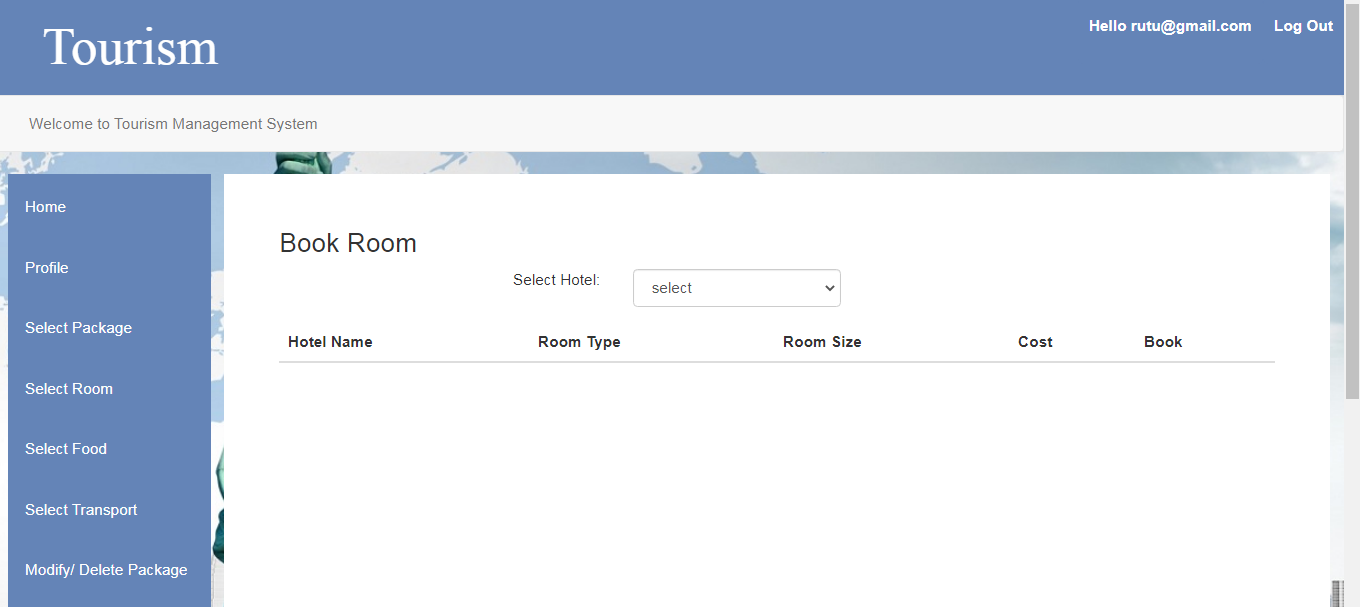 Tourism
Hello rutu@gmail.com Log Out
Welcome to Tourism Management System
Home
Profile
Select Package
Select Room
Select Food
Select Transport
Modify/ Delete Package
Book Room
Select Hotel: select
Hotel Name Room Type Room Size Cost Book